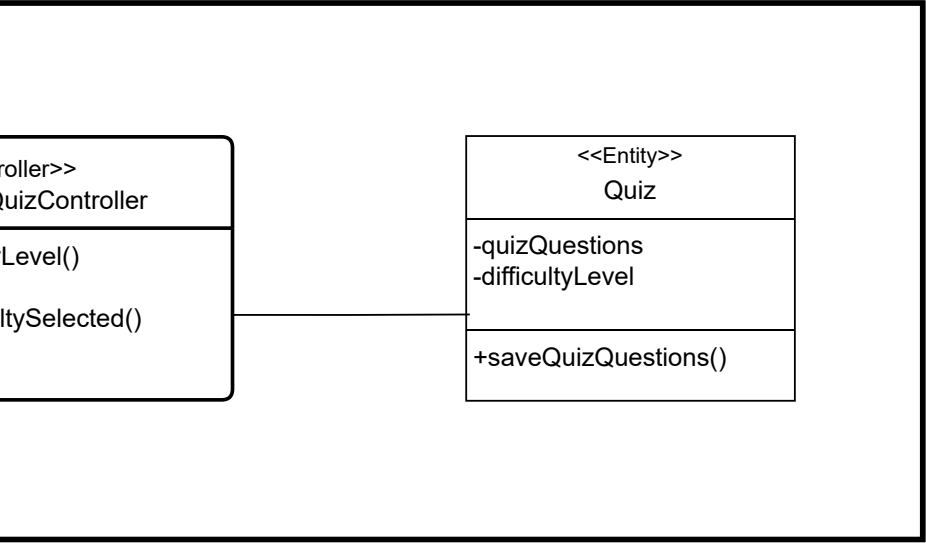 roller>>
QuizController
Level()
ltySelected()
<<Entity>>
Quiz
-quizQuestions
-difficultyLevel
+saveQuizQuestions()